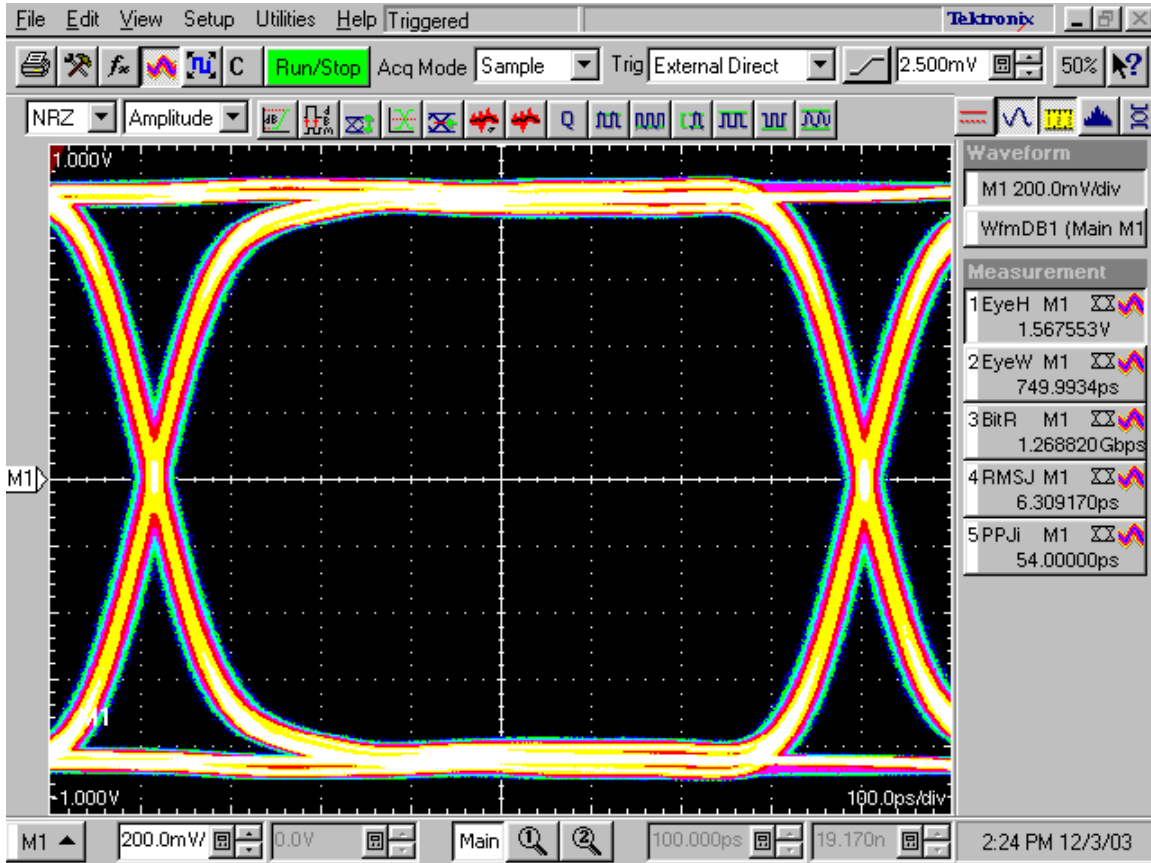 File Edit View Setup Utilities Help Triggered Tektronix
Run/Stop Acq Mode Sample Trig External Direct 2.500mV 50%
NRZ Amplitude
1.000V
Waveform
M1 200.0mV/div
WfmDB1 (Main M1
Measurement
1 EyeH M1
1.567553V
2 EyeW M1
749.9934ps
3 BitR M1
1.268820Gbps
4 RMSJ M1
6.309170ps
5 PPJi M1
54.00000ps
M1
M1
-1.000V
100.0ps/div
M1 200.0mV/ 0.0V Main 1 2 100.000ps 19.170n 2:24 PM 12/3/03